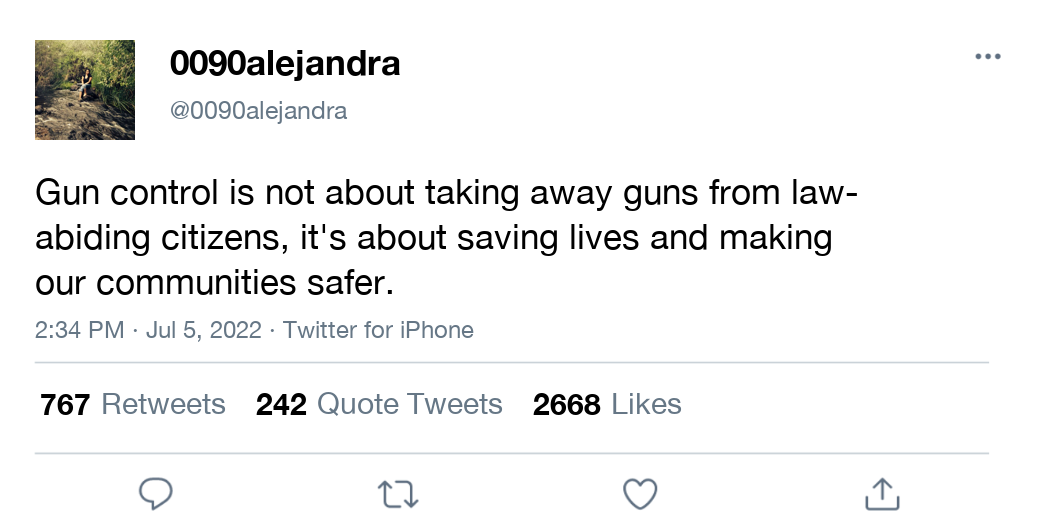 0090alejandra
@0090alejandra
Gun control is not about taking away guns from law-
abiding citizens, it's about saving lives and making
our communities safer.
2:34 PM · Jul 5, 2022 · Twitter for iPhone
767 Retweets 242 Quote Tweets 2668 Likes